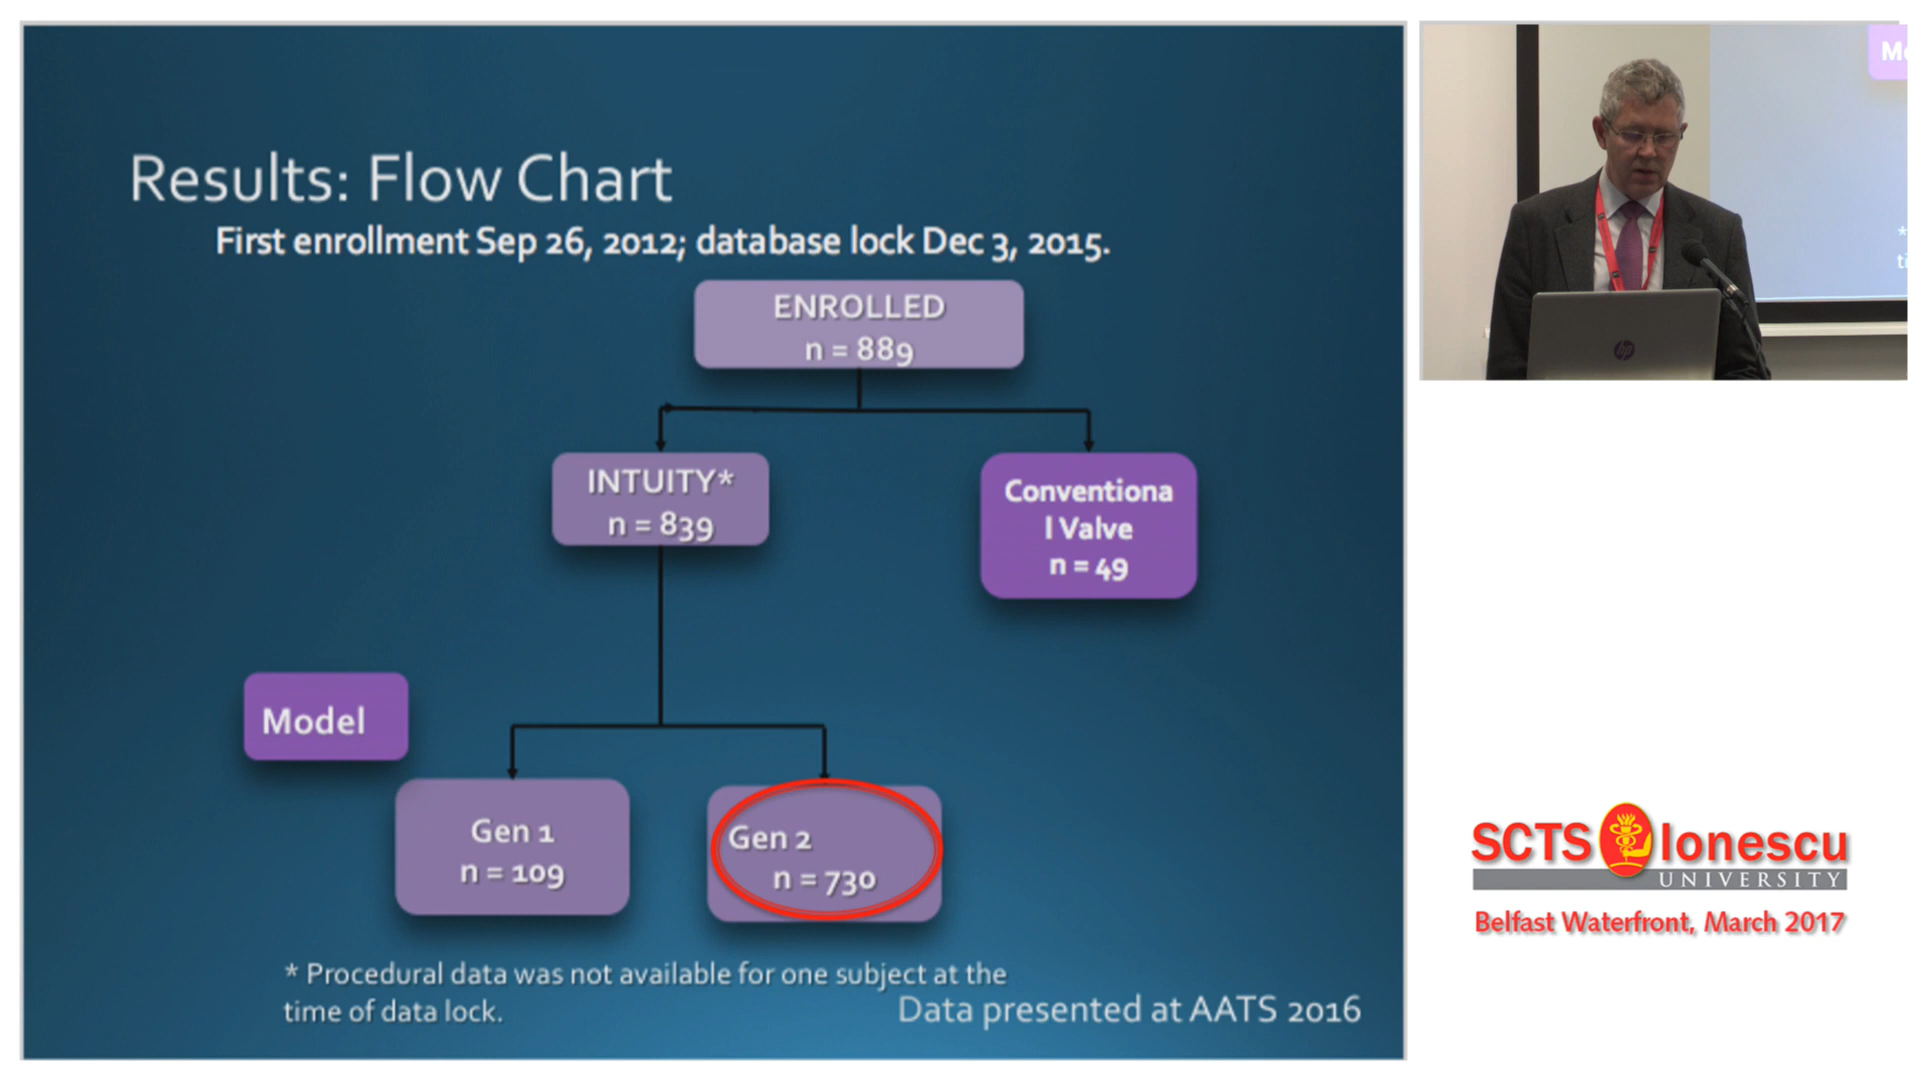 Results: Flow Chart
First enrollment Sep 26, 2012; database lock Dec 3, 2015.
ENROLLED
n = 889
INTUITY*
n = 839
Conventiona
l Valve
n = 49
Model
Gen 1
n = 109
Gen 2
n = 730
* Procedural data was not available for one subject at the
time of data lock.
Data presented at AATS 2016
hp
SCTS Ionescu
UNIVERSITY
Belfast Waterfront, March 2017